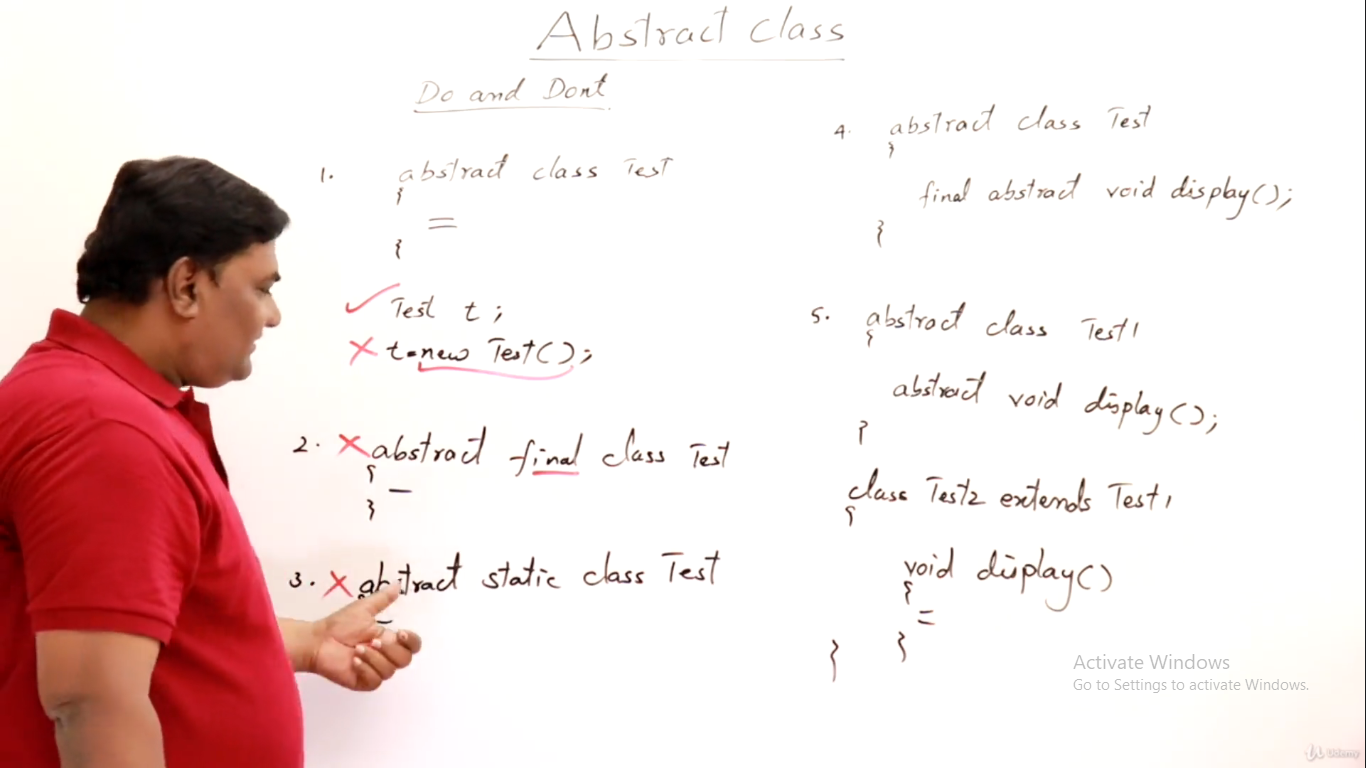 Abstract Class
Do and Dont
1. abstract class Test
{
=
}
✓ Test t;
✗ t=new Test();
2. ✗ abstract final class Test
{
–
}
3. ✗ abstract static class Test
{
–
4. abstract class Test
{
final abstract void display();
}
5. abstract class Test1
{
abstract void display();
}
class Test2 extends Test1
{
void display()
{
=
}
}
Activate Windows
Go to Settings to activate Windows.
Udemy